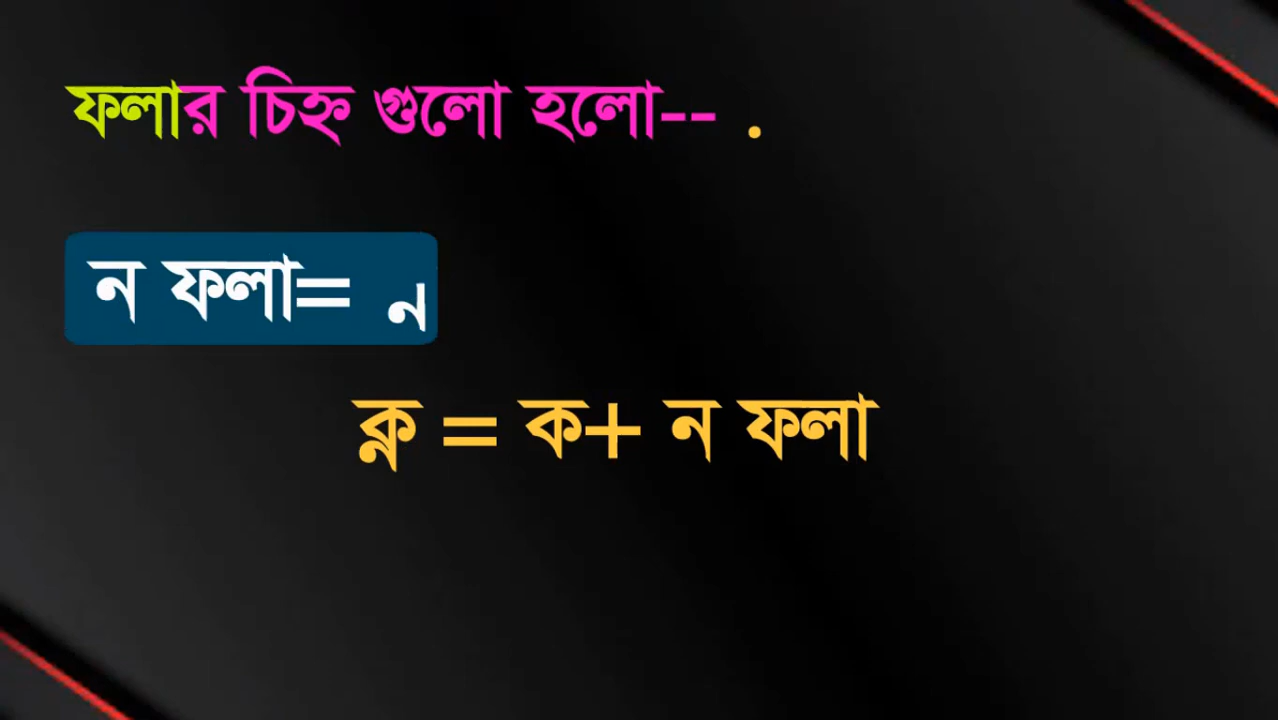 ফলার চিহ্ন গুলো হলো-- .
ন ফলা= ্ন
ক্ন = ক+ ন ফলা